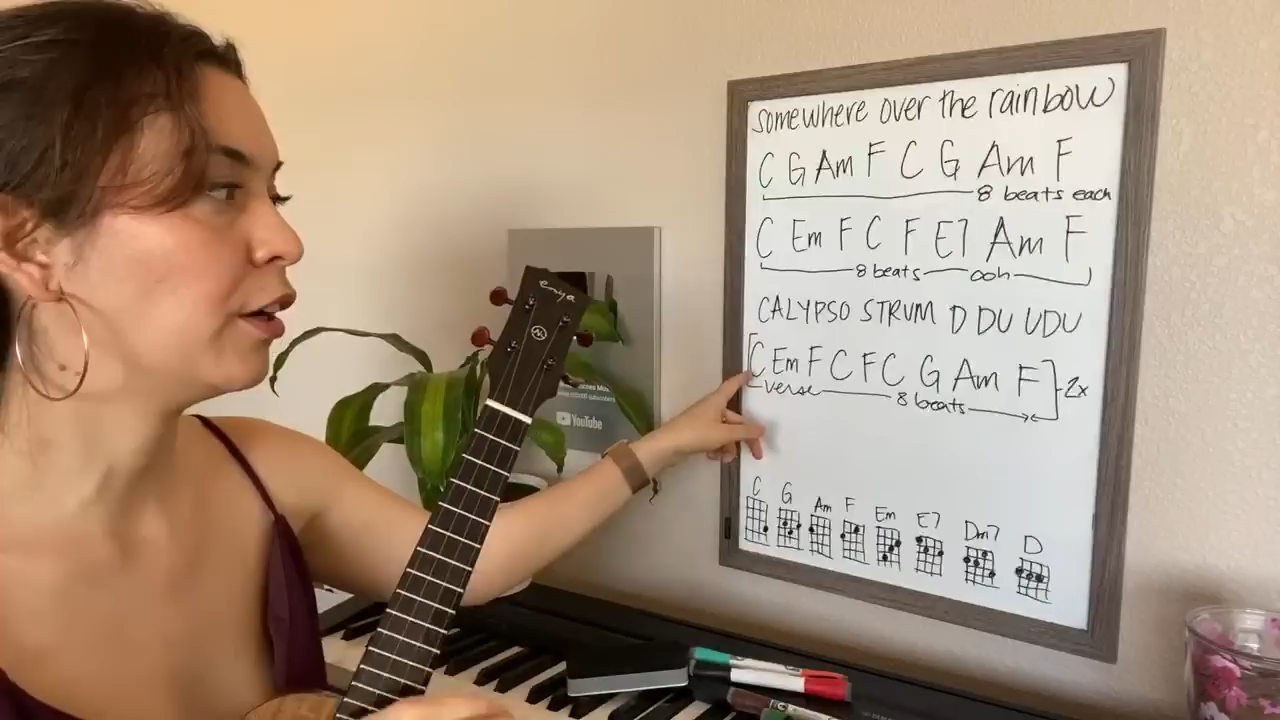 somewhere over the rainbow
C G Am F C G Am F
8 beats each
C Em F C F E7 Am F
8 beats ooh
CALYPSO STRUM D DU UDU
[C Em F C F C G Am F] 2x
verse 8 beats
C G Am F Em E7 Dm7 D
enya
YouTube